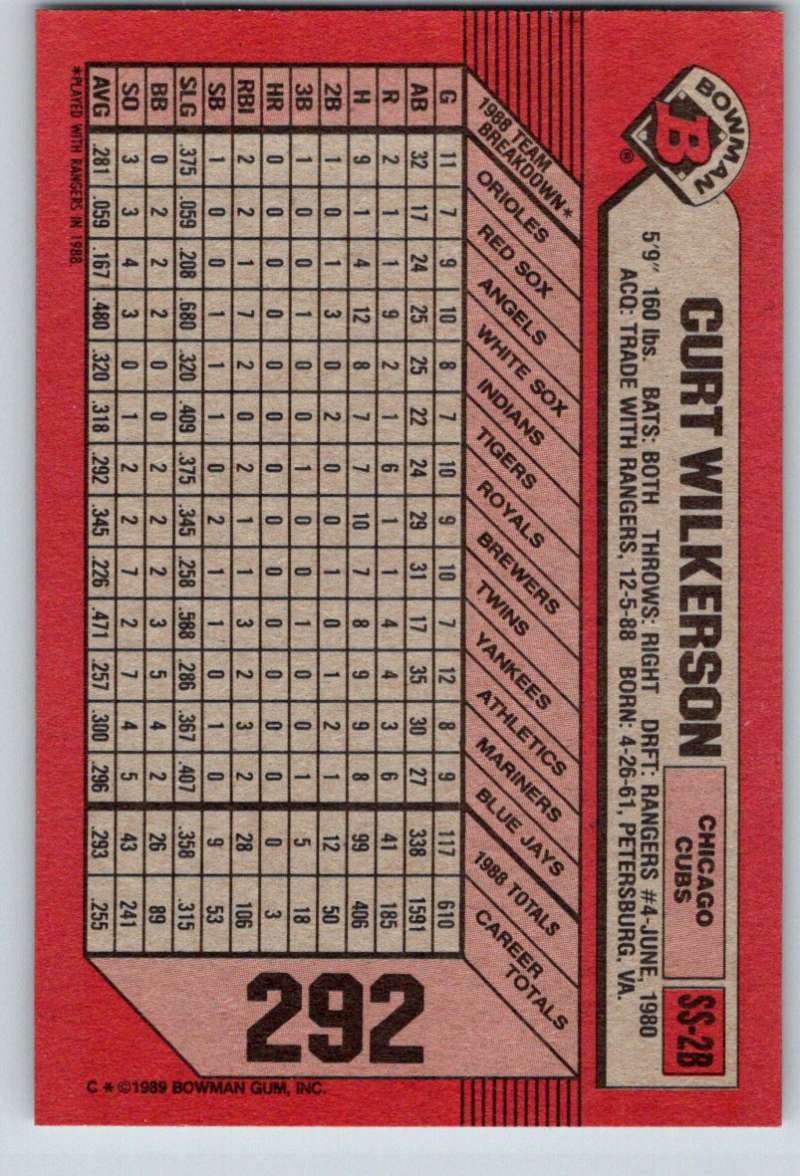 BOWMAN
B
®
CURT WILKERSON
CHICAGO
CUBS
SS-2B
5'9" 160 lbs. BATS: BOTH THROWS: RIGHT DRFT: RANGERS #4-JUNE, 1980
ACQ: TRADE WITH RANGERS, 12-5-88 BORN: 4-26-61, PETERSBURG, VA.
1988 TEAM
BREAKDOWN*
ORIOLES
RED SOX
ANGELS
WHITE SOX
INDIANS
TIGERS
ROYALS
BREWERS
TWINS
YANKEES
ATHLETICS
MARINERS
BLUE JAYS
1988 TOTALS
CAREER
TOTALS
G 11 7 9 10 8 7 10 9 10 7 12 8 9 117 610
AB 32 17 24 25 25 22 24 29 31 17 35 30 27 338 1591
R 2 1 1 9 2 1 6 1 1 4 4 3 6 41 185
H 9 1 4 12 8 7 7 10 7 8 9 9 8 99 406
2B 1 0 1 3 0 2 0 0 1 0 1 2 1 12 50
3B 1 0 0 1 0 0 1 0 0 1 0 0 1 5 18
HR 0 0 0 0 0 0 0 0 0 0 0 0 0 0 3
RBI 2 2 1 7 2 0 2 1 1 3 2 3 2 28 106
SB 1 0 0 1 1 1 0 2 1 1 0 1 0 9 53
SLG .375 .059 .208 .680 .320 .409 .375 .345 .258 .588 .286 .367 .407 .358 .315
BB 0 2 2 2 0 0 2 2 2 3 5 4 2 26 89
SO 3 3 4 3 0 1 2 2 7 2 7 4 5 43 241
AVG .281 .059 .167 .480 .320 .318 .292 .345 .226 .471 .257 .300 .296 .293 .255
*PLAYED WITH RANGERS IN 1988.
292
C * ©1989 BOWMAN GUM, INC.